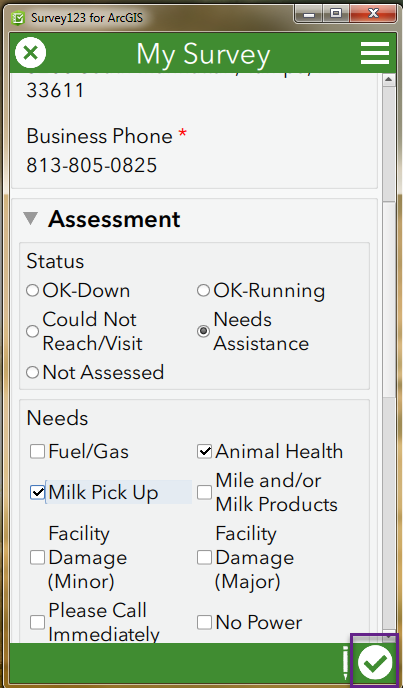 Survey123 for ArcGIS
My Survey
33611
Business Phone *
813-805-0825
Assessment
Status
OK-Down
OK-Running
Could Not
Reach/Visit
Needs
Assistance
Not Assessed
Needs
Fuel/Gas
Animal Health
Milk Pick Up
Mile and/or
Milk Products
Facility
Damage
(Minor)
Facility
Damage
(Major)
Please Call
Immediately
No Power